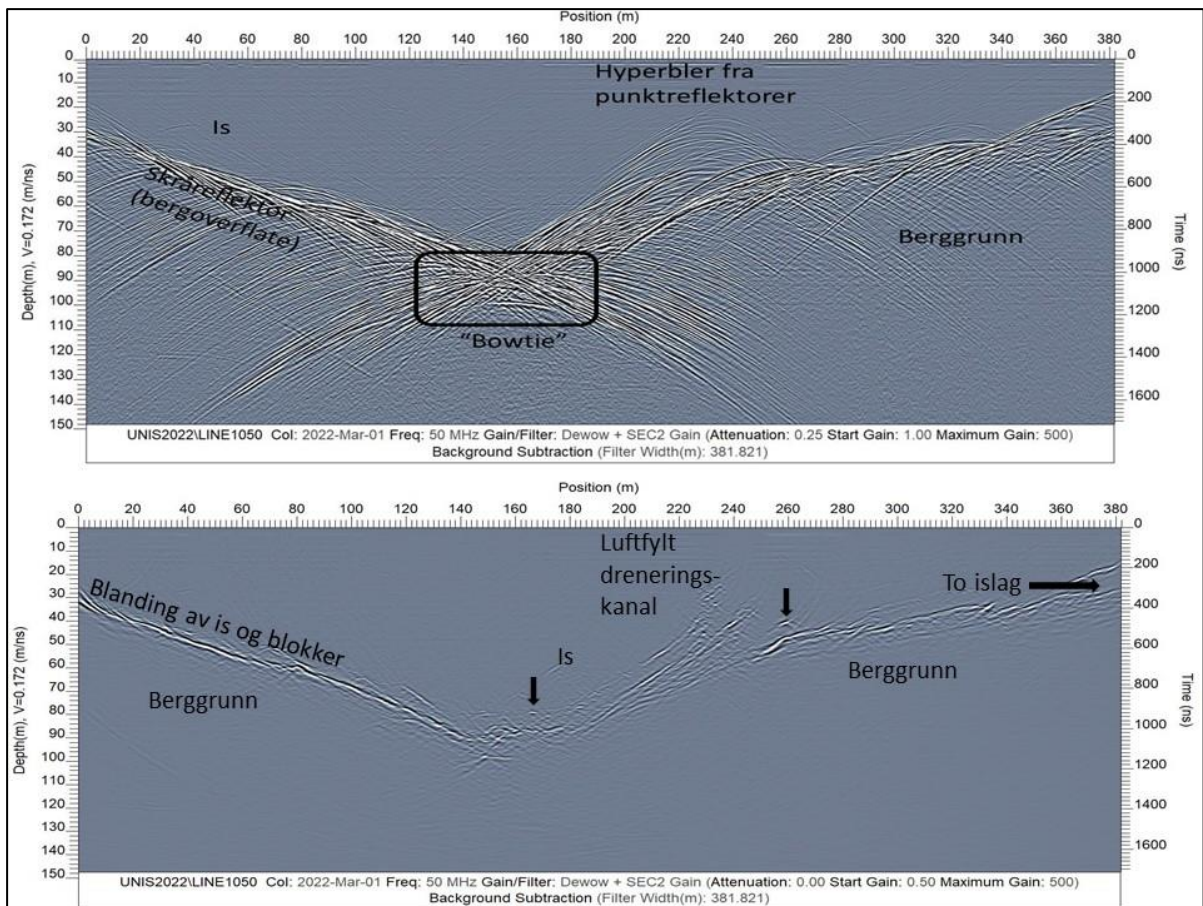 Position (m)
0 20 40 60 80 100 120 140 160 180 200 220 240 260 280 300 320 340 360 382
0
10
20
30
40
50
60
70
80
90
100
110
120
130
140
150
Depth(m), V=0.172 (m/ns)
0
200
400
600
800
1000
1200
1400
1600
Time (ns)
Hyperbler fra
punktreflektorer
Is
Skråreflektor
(bergoverflate)
Berggrunn
"Bowtie"
UNIS2022\LINE1050 Col: 2022-Mar-01 Freq: 50 MHz Gain/Filter: Dewow + SEC2 Gain (Attenuation: 0.25 Start Gain: 1.00 Maximum Gain: 500)
Background Subtraction (Filter Width(m): 381.821)
Position (m)
0 20 40 60 80 100 120 140 160 180 200 220 240 260 280 300 320 340 360 382
0
10
20
30
40
50
60
70
80
90
100
110
120
130
140
150
Depth(m), V=0.172 (m/ns)
0
200
400
600
800
1000
1200
1400
1600
Time (ns)
Luftfylt
drenerings-
kanal
To islag
Blanding av is og blokker
Is
Berggrunn
Berggrunn
UNIS2022\LINE1050 Col: 2022-Mar-01 Freq: 50 MHz Gain/Filter: Dewow + SEC2 Gain (Attenuation: 0.00 Start Gain: 0.50 Maximum Gain: 500)
Background Subtraction (Filter Width(m): 381.821)